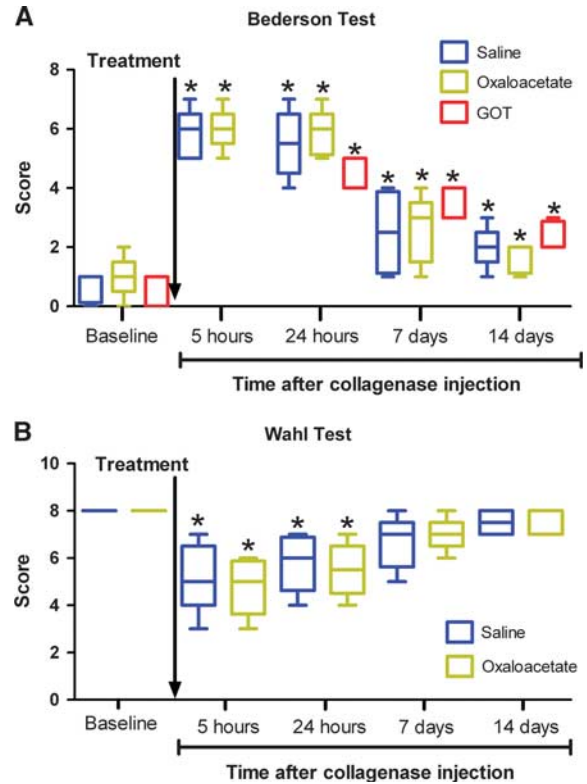 A
Bederson Test
Treatment
Saline
Oxaloacetate
GOT
8
6
4
2
0
Score
* * * * * * * * * * *
Baseline
5 hours
24 hours
7 days
14 days
Time after collagenase injection
B
Wahl Test
Treatment
10
8
6
4
2
0
Score
* * * *
Saline
Oxaloacetate
Baseline
5 hours
24 hours
7 days
14 days
Time after collagenase injection